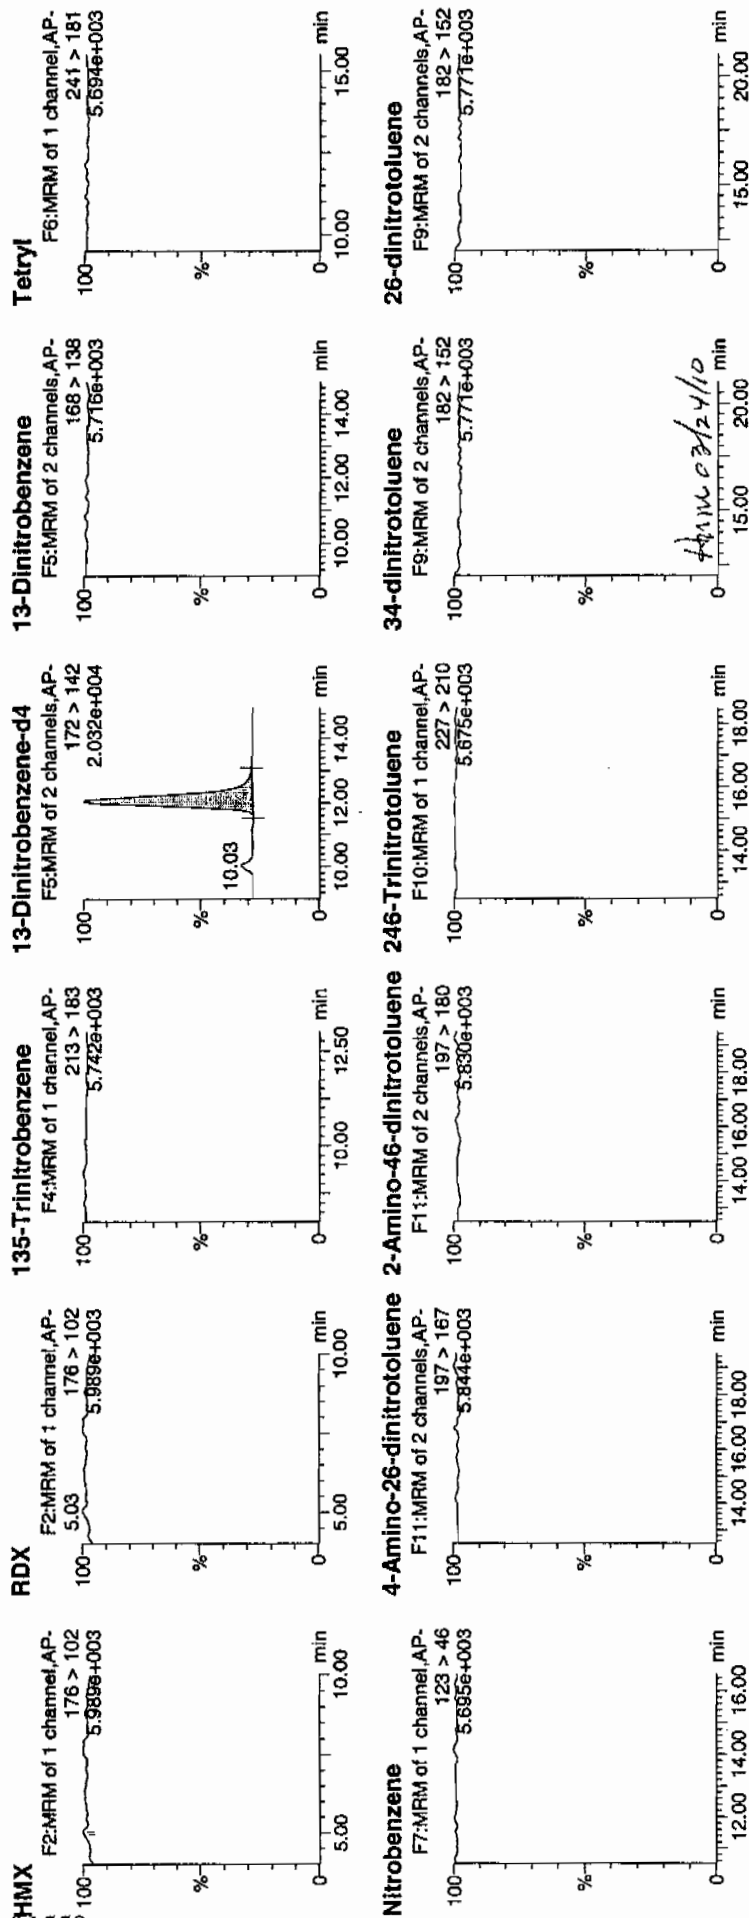 HMX
F2:MRM of 1 channel,AP-
176 > 102
5.989e+003
100
%
0
5.00
10.00
min
RDX
F2:MRM of 1 channel,AP-
176 > 102
5.989e+003
5.03
100
%
0
5.00
10.00
min
135-Trinitrobenzene
F4:MRM of 1 channel,AP-
213 > 183
5.742e+003
100
%
0
10.00
12.50
min
13-Dinitrobenzene-d4
F5:MRM of 2 channels,AP-
172 > 142
2.032e+004
10.03
100
%
0
10.00
12.00
14.00
min
13-Dinitrobenzene
F5:MRM of 2 channels,AP-
168 > 138
5.716e+003
100
%
0
10.00
12.00
14.00
min
Tetryl
F6:MRM of 1 channel,AP-
241 > 181
5.694e+003
100
%
0
10.00
15.00
min
Nitrobenzene
F7:MRM of 1 channel,AP-
123 > 46
5.695e+003
100
%
0
12.00
14.00
16.00
min
4-Amino-26-dinitrotoluene
F11:MRM of 2 channels,AP-
197 > 167
5.844e+003
100
%
0
14.00
16.00
18.00
min
2-Amino-46-dinitrotoluene
F11:MRM of 2 channels,AP-
197 > 180
5.830e+003
100
%
0
14.00
16.00
18.00
min
246-Trinitrotoluene
F10:MRM of 1 channel,AP-
227 > 210
5.675e+003
100
%
0
14.00
16.00
18.00
min
34-dinitrotoluene
F9:MRM of 2 channels,AP-
182 > 152
5.771e+003
100
%
0
15.00
20.00
min
03/24/10
26-dinitrotoluene
F9:MRM of 2 channels,AP-
182 > 152
5.771e+003
100
%
0
15.00
20.00
min